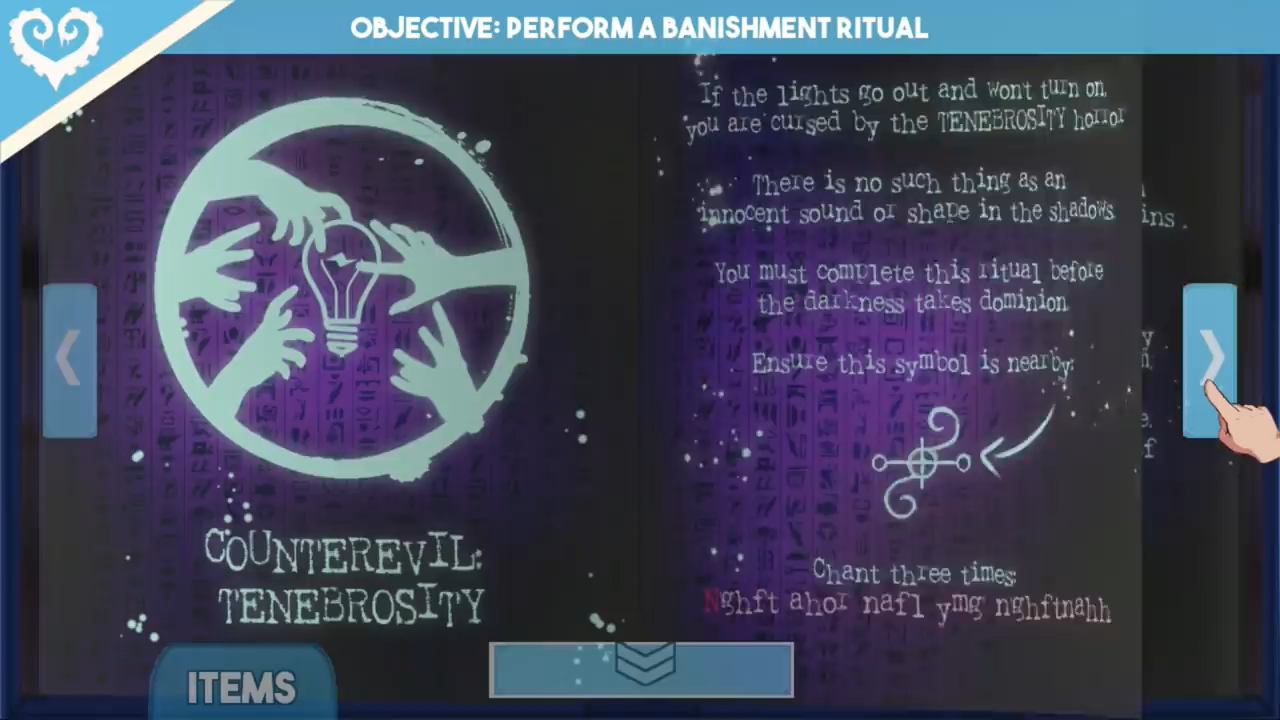 OBJECTIVE: PERFORM A BANISHMENT RITUAL
If the lights go out and wont turn on,
you are cursed by the TENEBROSITY horror
There is no such thing as an
innocent sound or shape in the shadows.
ins.
You must complete this ritual before
the darkness takes dominion.
Ensure this symbol is nearby:
COUNTEREVIL:
TENEBROSITY
Chant three times:
Nghft ahor nafl ymg nghftnahh
ITEMS